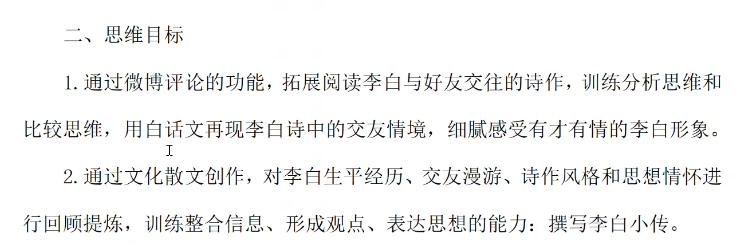 二、思维目标
1.通过微博评论的功能，拓展阅读李白与好友交往的诗作，训练分析思维和
比较思维，用白话文再现李白诗中的交友情境，细腻感受有才有情的李白形象。
2.通过文化散文创作，对李白生平经历、交友漫游、诗作风格和思想情怀进
行回顾提炼，训练整合信息、形成观点、表达思想的能力：撰写李白小传。